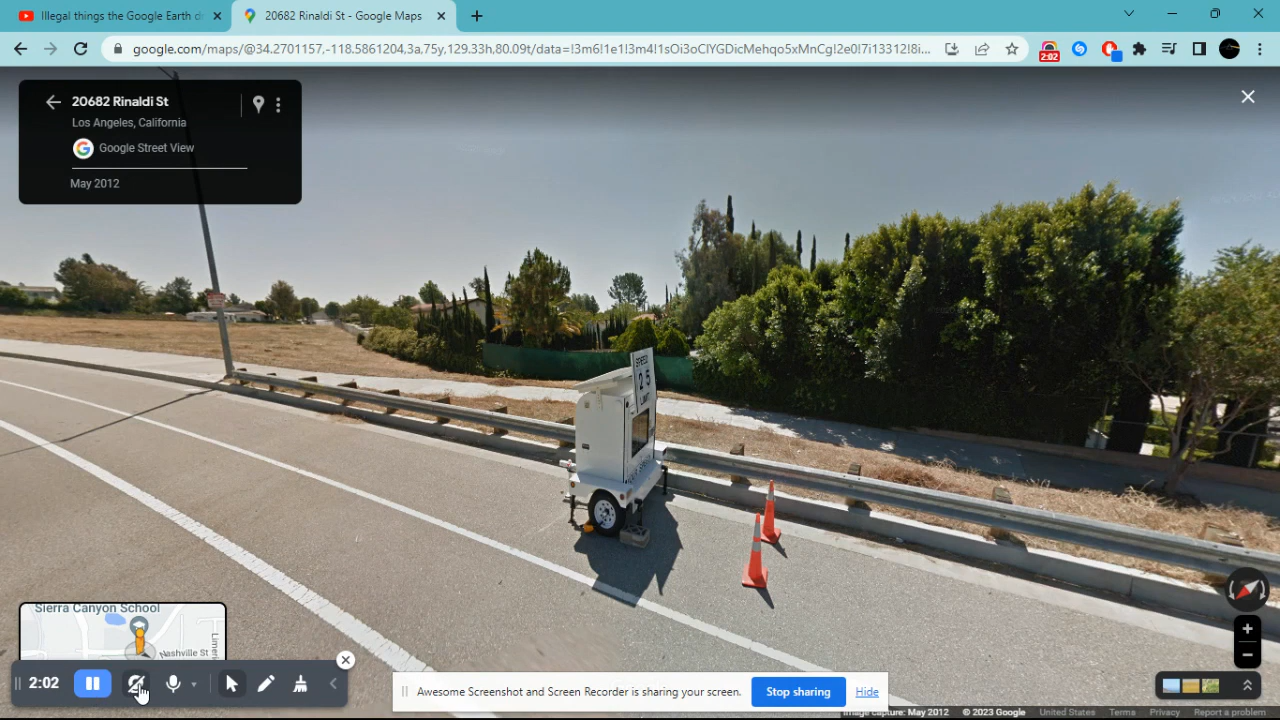 Illegal things the Google Earth d
20682 Rinaldi St - Google Maps
google.com/maps/@34.2701157,-118.5861204,3a,75y,129.33h,80.09t/data=!3m6!1e1!3m4!1sOi3oClYGDicMehqo5xMnCgI2e0!7i13312!8i...
2:02
20682 Rinaldi St
Los Angeles, California
Google Street View
May 2012
SPEED
25
LIMIT
Sierra Canyon School
Nashville St
2:02
Awesome Screenshot and Screen Recorder is sharing your screen.
Stop sharing
Hide
Image capture: May 2012 © 2023 Google United States Terms Privacy Report a problem